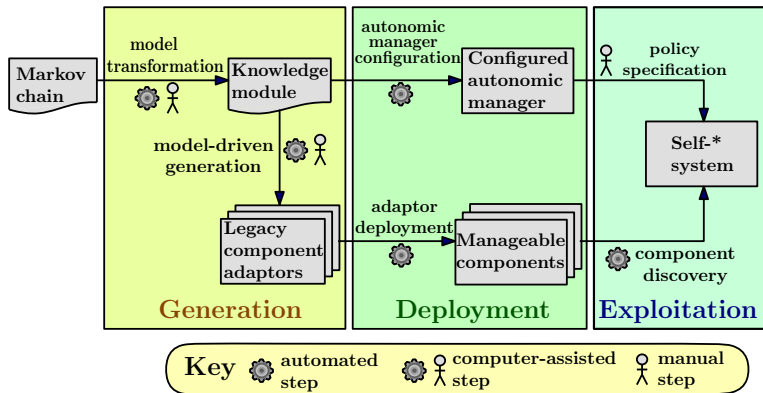 Markov
chain
model
transformation
Knowledge
module
model-driven
generation
Legacy
component
adaptors
Generation
autonomic
manager
configuration
Configured
autonomic
manager
adaptor
deployment
Manageable
components
Deployment
policy
specification
Self-*
system
component
discovery
Exploitation
Key
automated
step
computer-assisted
step
manual
step